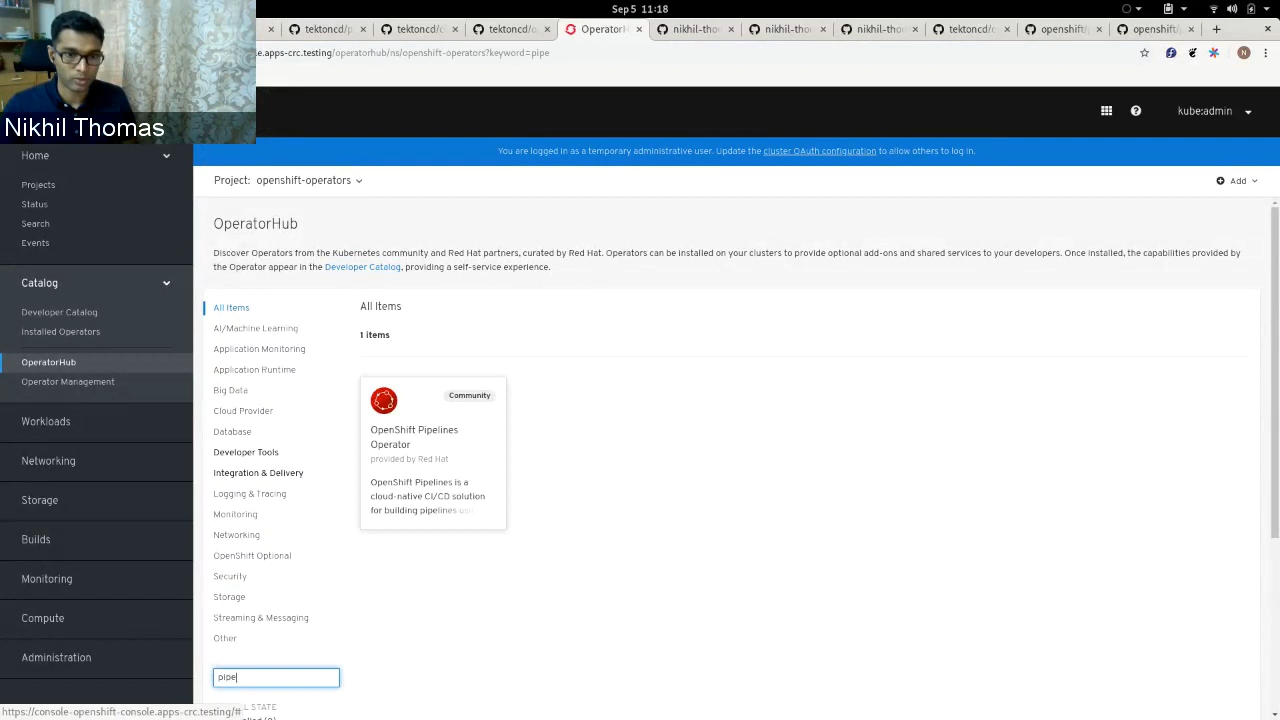 Sep 5 11:18
tektoncd/p
tektoncd/c
tektoncd/o
OperatorH
nikhil-tho
nikhil-tho
nikhil-tho
nikhil-tho
openshift/
openshift/p
.apps-crc.testing/operatorhub/ns/openshift-operators?keyword=pipe
N
Nikhil Thomas
kube:admin
You are logged in as a temporary administrative user. Update the cluster OAuth configuration to allow others to log in.
Home
Projects
Status
Search
Events
Catalog
Developer Catalog
Installed Operators
OperatorHub
Operator Management
Workloads
Networking
Storage
Builds
Monitoring
Compute
Administration
Project: openshift-operators
Add
OperatorHub
Discover Operators from the Kubernetes community and Red Hat partners, curated by Red Hat. Operators can be installed on your clusters to provide optional add-ons and shared services to your developers. Once installed, the capabilities provided by
the Operator appear in the Developer Catalog, providing a self-service experience.
All Items
AI/Machine Learning
Application Monitoring
Application Runtime
Big Data
Cloud Provider
Database
Developer Tools
Integration & Delivery
Logging & Tracing
Monitoring
Networking
OpenShift Optional
Security
Storage
Streaming & Messaging
Other
pipe
All Items
1 items
Community
OpenShift Pipelines
Operator
provided by Red Hat
OpenShift Pipelines is a
cloud-native CI/CD solution
for building pipelines usi
L STATE
https://console-openshift-console.apps-crc.testing/#